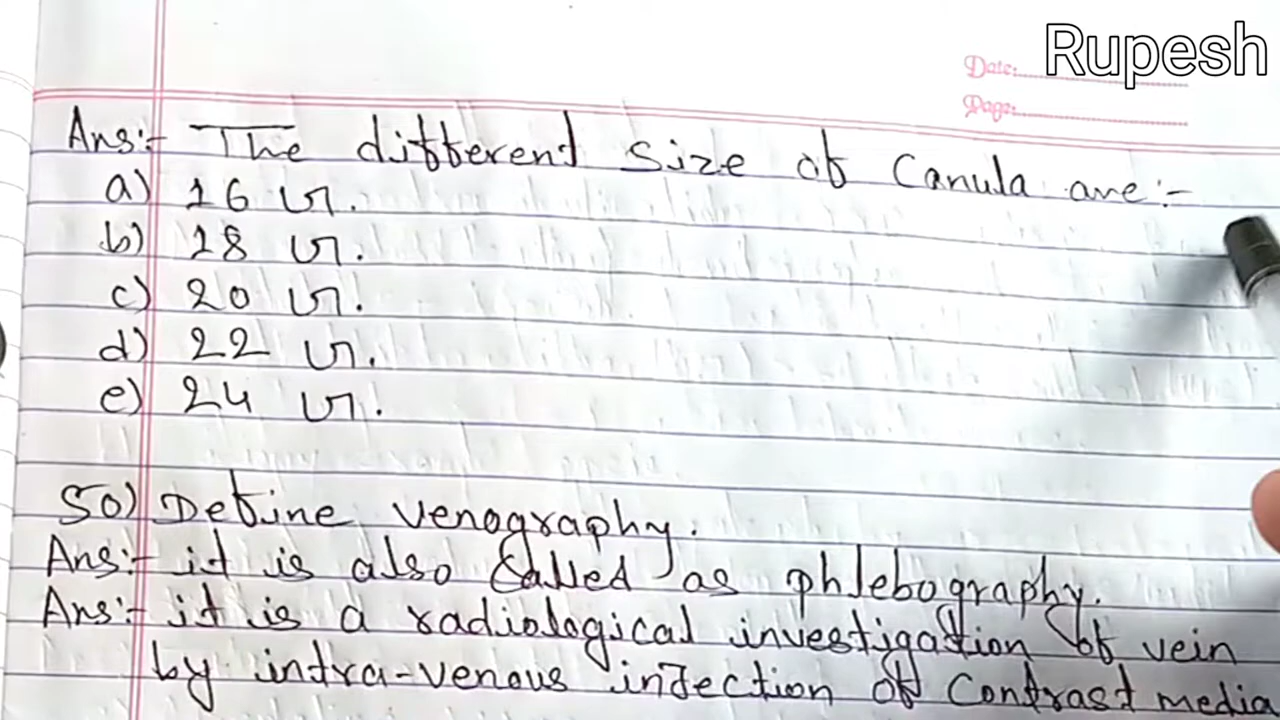 Rupesh
Date:
Page:
Ans:- The different Size of Canula are:-
a) 16 G.
b) 18 G.
c) 20 G.
d) 22 G.
e) 24 G.
50) Define venography.
Ans:- it is also Called as phlebography.
Ans:- it is a radiological investigation of vein
by intra-venous injection of Contrast media